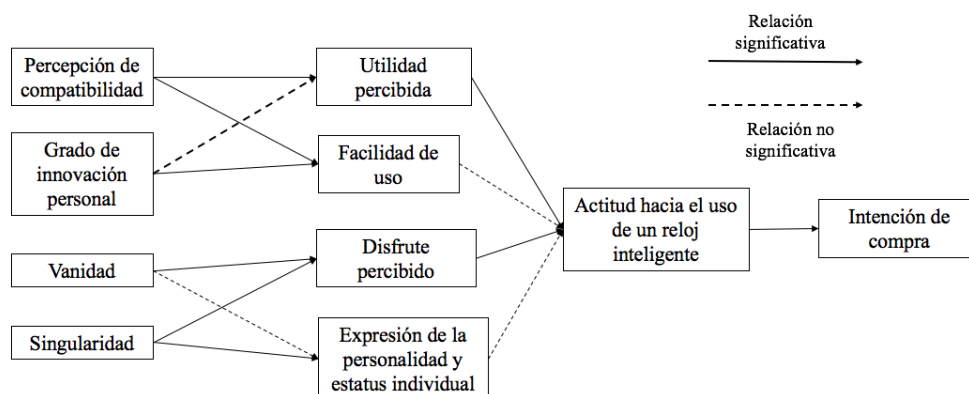 Relación
significativa
Percepción de
compatibilidad
Utilidad
percibida
Relación no
significativa
Grado de
innovación
personal
Facilidad de
uso
Actitud hacia el uso
de un reloj
inteligente
Intención de
compra
Vanidad
Disfrute
percibido
Singularidad
Expresión de la
personalidad y
estatus individual